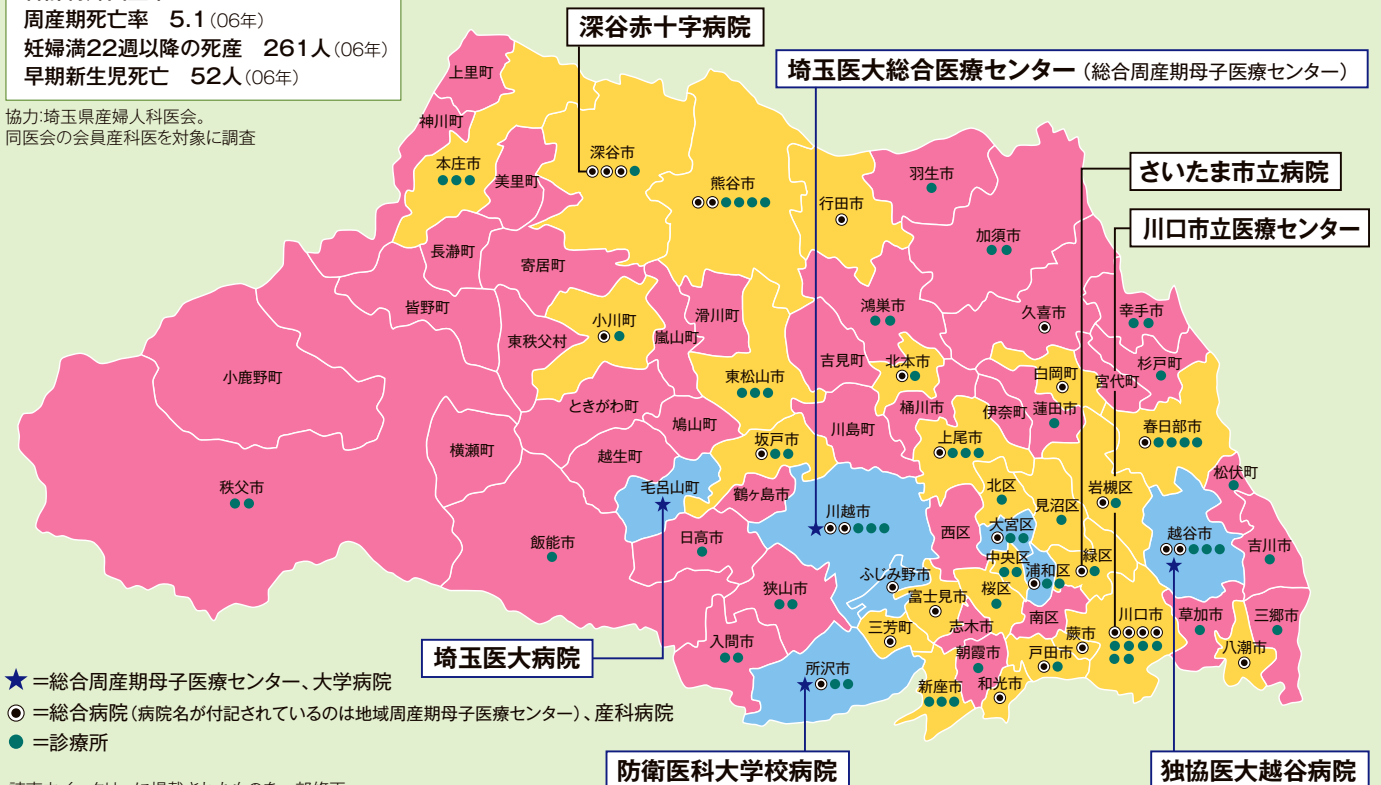 周産期死亡率 5.1(06年)
妊婦満22週以降の死産 261人(06年)
早期新生児死亡 52人(06年)
協力:埼玉県産婦人科医会。
同医会の会員産科医を対象に調査
深谷赤十字病院
埼玉医大総合医療センター(総合周産期母子医療センター)
さいたま市立病院
川口市立医療センター
上里町
神川町
本庄市
美里町
深谷市
熊谷市
行田市
羽生市
加須市
長瀞町
寄居町
皆野町
小川町
東秩父村
嵐山町
滑川町
鴻巣市
久喜市
幸手市
吉見町
北本市
白岡町
宮代町
杉戸町
小鹿野町
東松山市
ときがわ町
鳩山町
川島町
桶川市
伊奈町
蓮田市
春日部市
横瀬町
越生町
坂戸市
上尾市
松伏町
秩父市
毛呂山町
鶴ヶ島市
川越市
北区
見沼区
岩槻区
西区
大宮区
越谷市
吉川市
飯能市
日高市
中央区
緑区
浦和区
ふじみ野市
狭山市
富士見市
桜区
志木市
南区
川口市
草加市
三郷市
三芳町
蕨市
入間市
朝霞市
戸田市
八潮市
所沢市
新座市
和光市
埼玉医大病院
★=総合周産期母子医療センター、大学病院
◉=総合病院(病院名が付記されているのは地域周産期母子医療センター)、産科病院
●=診療所
防衛医科大学校病院
独協医大越谷病院